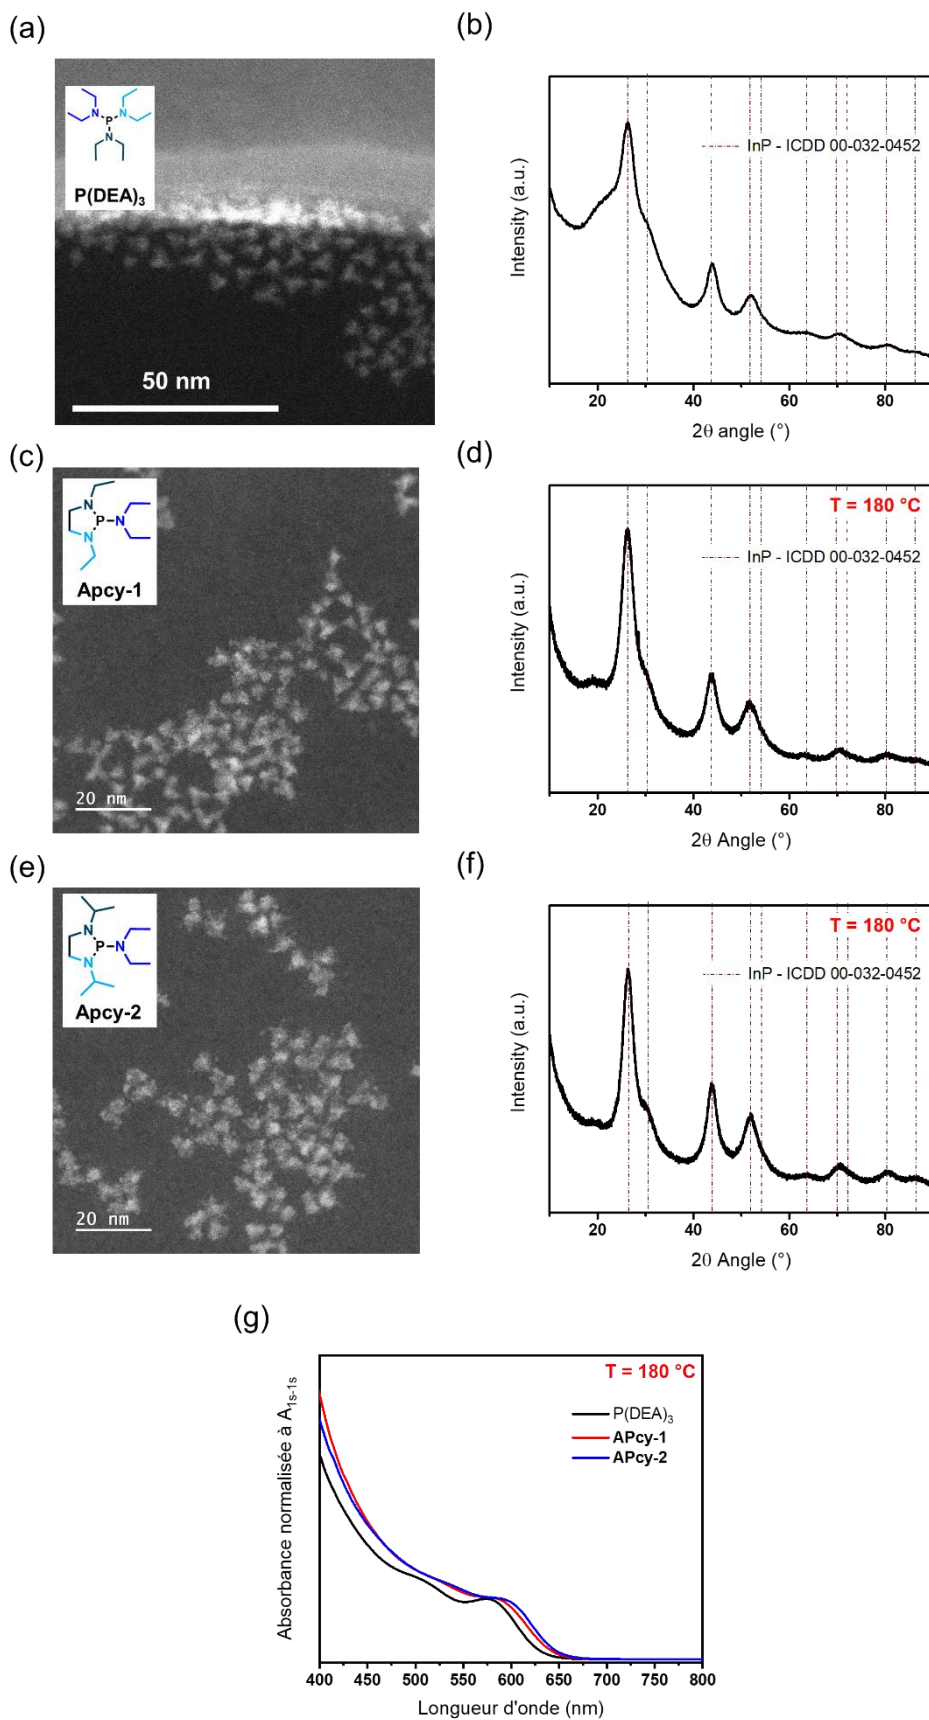 (a)
N
N
P
N
P(DEA)3
50 nm
(b)
InP - ICDD 00-032-0452
Intensity (a.u.)
20
40
60
80
2θ angle (°)
(c)
N
P
N
N
Apcy-1
20 nm
(d)
T = 180 °C
InP - ICDD 00-032-0452
Intensity (a.u.)
20
40
60
80
2θ Angle (°)
(e)
N
P
N
N
Apcy-2
20 nm
(f)
T = 180 °C
InP - ICDD 00-032-0452
Intensity (a.u.)
20
40
60
80
2θ Angle (°)
(g)
T = 180 °C
P(DEA)3
APcy-1
APcy-2
Absorbance normalisée à A1s-1s
400
450
500
550
600
650
700
750
800
Longueur d'onde (nm)